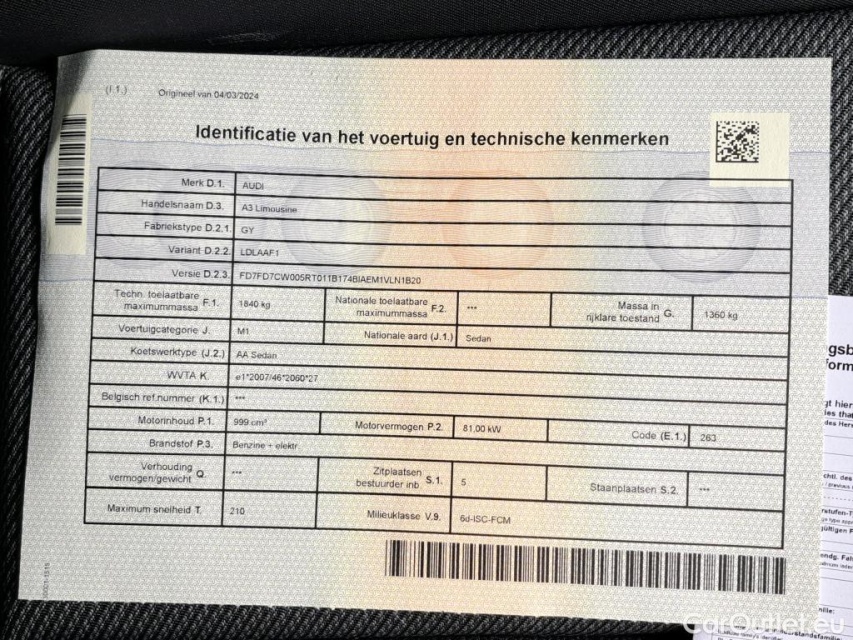 (I.1.) Origineel van 04/03/2024
Identificatie van het voertuig en technische kenmerken
Merk D.1. AUDI
Handelsnaam D.3. A3 Limousine
Fabriekstype D.2.1. GY
Variant D.2.2. LDLAAF1
Versie D.2.3. FD7FD7CW005RT011B174BIAEM1VLN1B20
Techn. toelaatbare maximummassa F.1. 1840 kg Nationale toelaatbare maximummassa F.2. --- Massa in rijklare toestand G. 1360 kg
Voertuigcategorie J. M1 Nationale aard (J.1.) Sedan
Koetswerktype (J.2.) AA Sedan
WVTA K. e1*2007/46*2060*27
Belgisch ref.nummer (K.1.) ---
Motorinhoud P.1. 999 cm³ Motorvermogen P.2. 81,00 kW Code (E.1.) 263
Brandstof P.3. Benzine + elektr.
Verhouding vermogen/gewicht Q. --- Zitplaatsen bestuurder inb. S.1. 5 Staanplaatsen S.2. ---
Maximum snelheid T. 210 Milieuklasse V.9. 6d-ISC-FCM
CarOutlet.eu